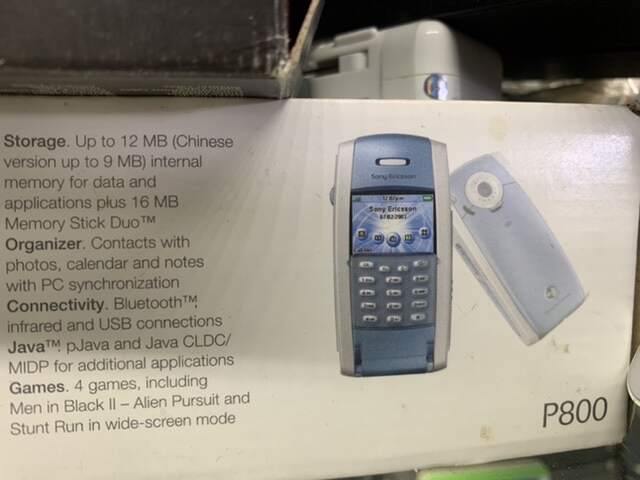 Storage. Up to 12 MB (Chinese
version up to 9 MB) internal
memory for data and
applications plus 16 MB
Memory Stick Duo™
Organizer. Contacts with
photos, calendar and notes
with PC synchronization
Connectivity. Bluetooth™,
infrared and USB connections
Java™. pJava and Java CLDC/
MIDP for additional applications
Games. 4 games, including
Men in Black II – Alien Pursuit and
Stunt Run in wide-screen mode
Sony Ericsson
Sony Ericsson
P800